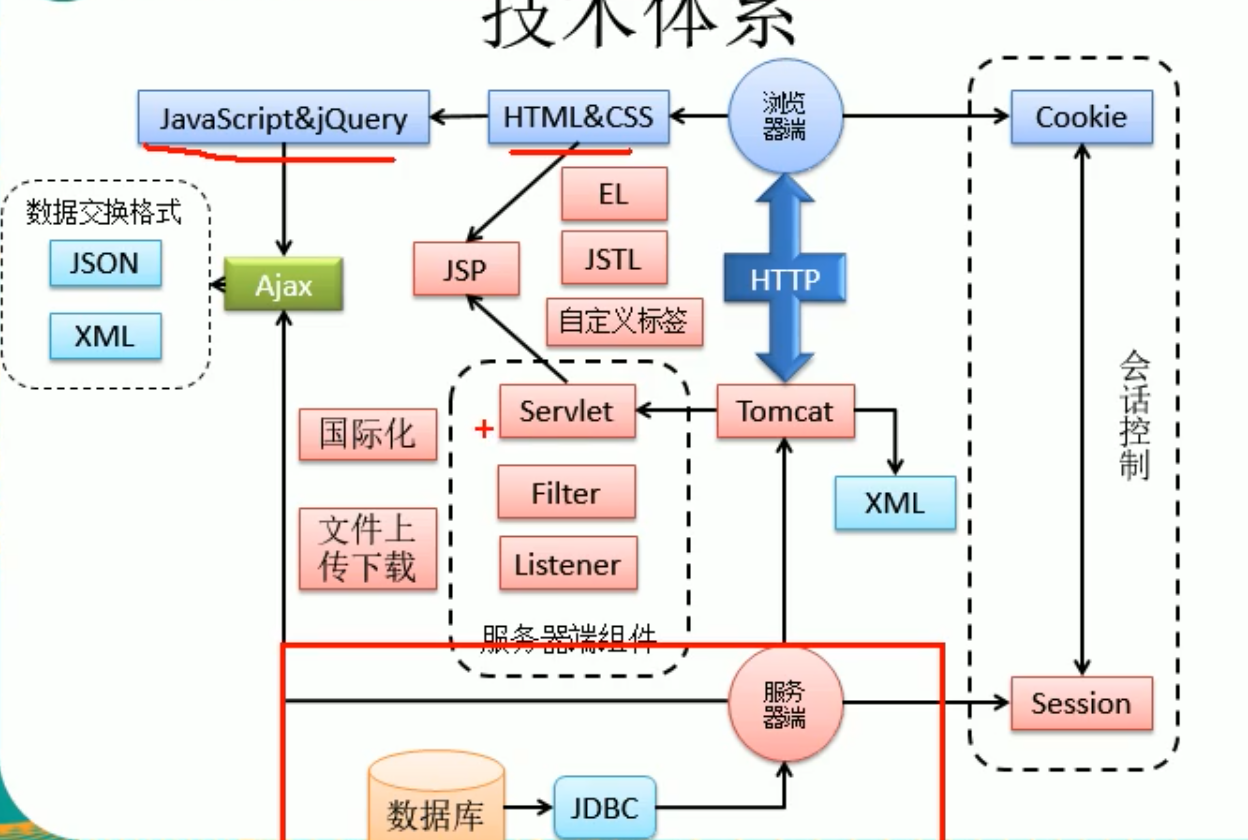 技术体系
JavaScript&jQuery
HTML&CSS
浏览
器端
Cookie
数据交换格式
JSON
XML
Ajax
JSP
EL
JSTL
自定义标签
HTTP
会话控制
国际化
文件上
传下载
Servlet
Filter
Listener
服务器端组件
Tomcat
XML
服务
器端
Session
数据库
JDBC